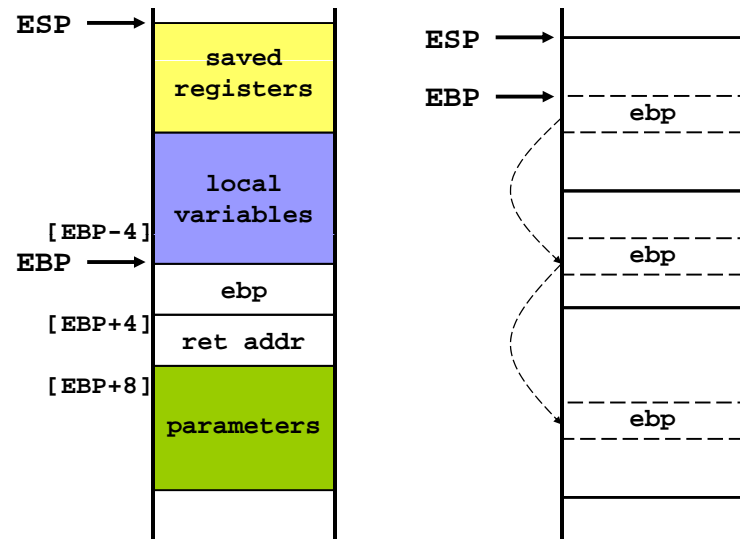 ESP
saved
registers
local
variables
[EBP-4]
EBP
ebp
[EBP+4]
ret addr
[EBP+8]
parameters
ESP
EBP
ebp
ebp
ebp